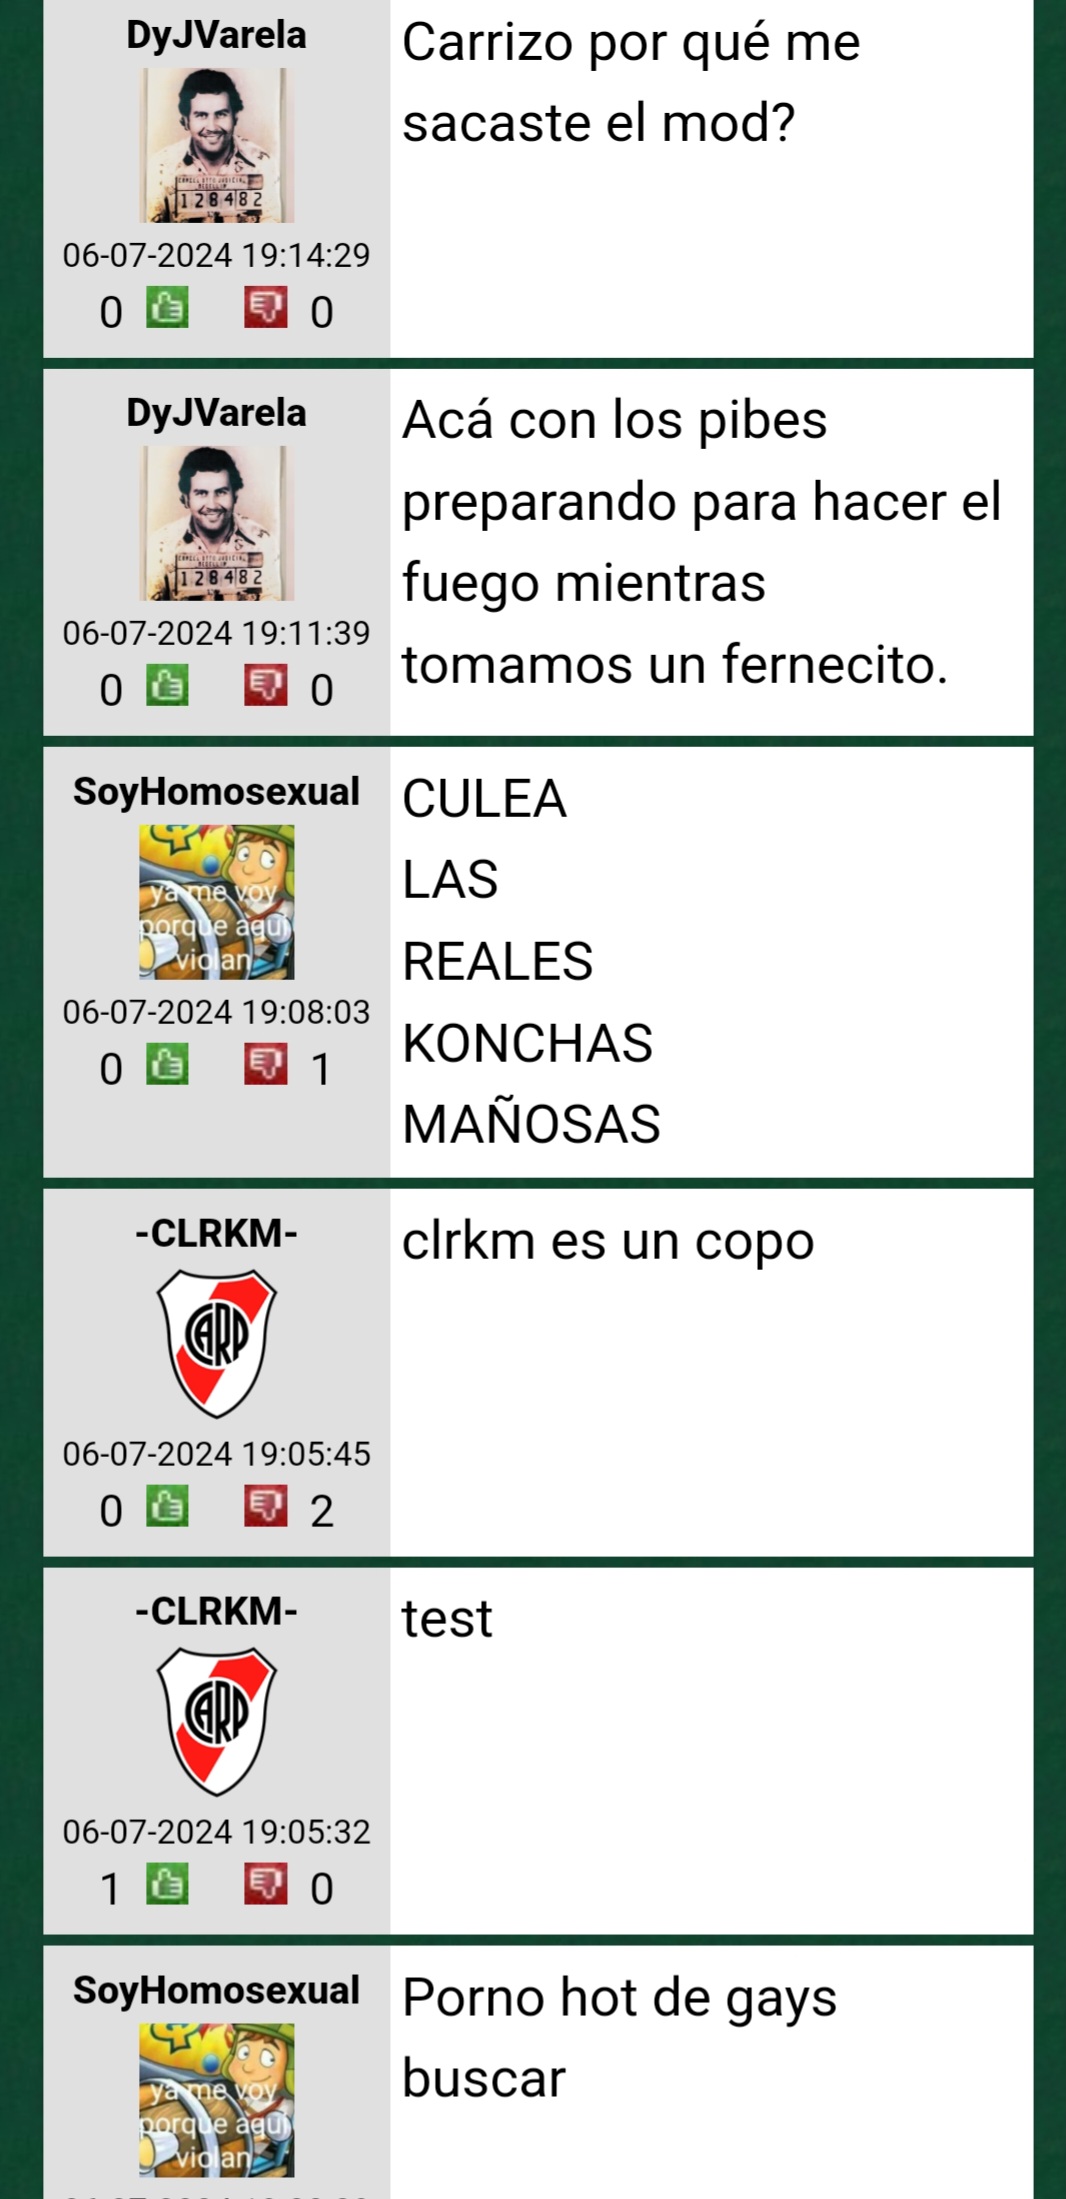 DyJVarela
Carrizo por qué me
sacaste el mod?
128482
06-07-2024 19:14:29
0 0
DyJVarela
Acá con los pibes
preparando para hacer el
fuego mientras
tomamos un fernecito.
128482
06-07-2024 19:11:39
0 0
SoyHomosexual
CULEA
LAS
REALES
KONCHAS
MAÑOSAS
ya me voy
porque aqui
violan
06-07-2024 19:08:03
0 1
-CLRKM-
clrkm es un copo
CARP
06-07-2024 19:05:45
0 2
-CLRKM-
test
CARP
06-07-2024 19:05:32
1 0
SoyHomosexual
Porno hot de gays
buscar
ya me voy
porque aqui
violan